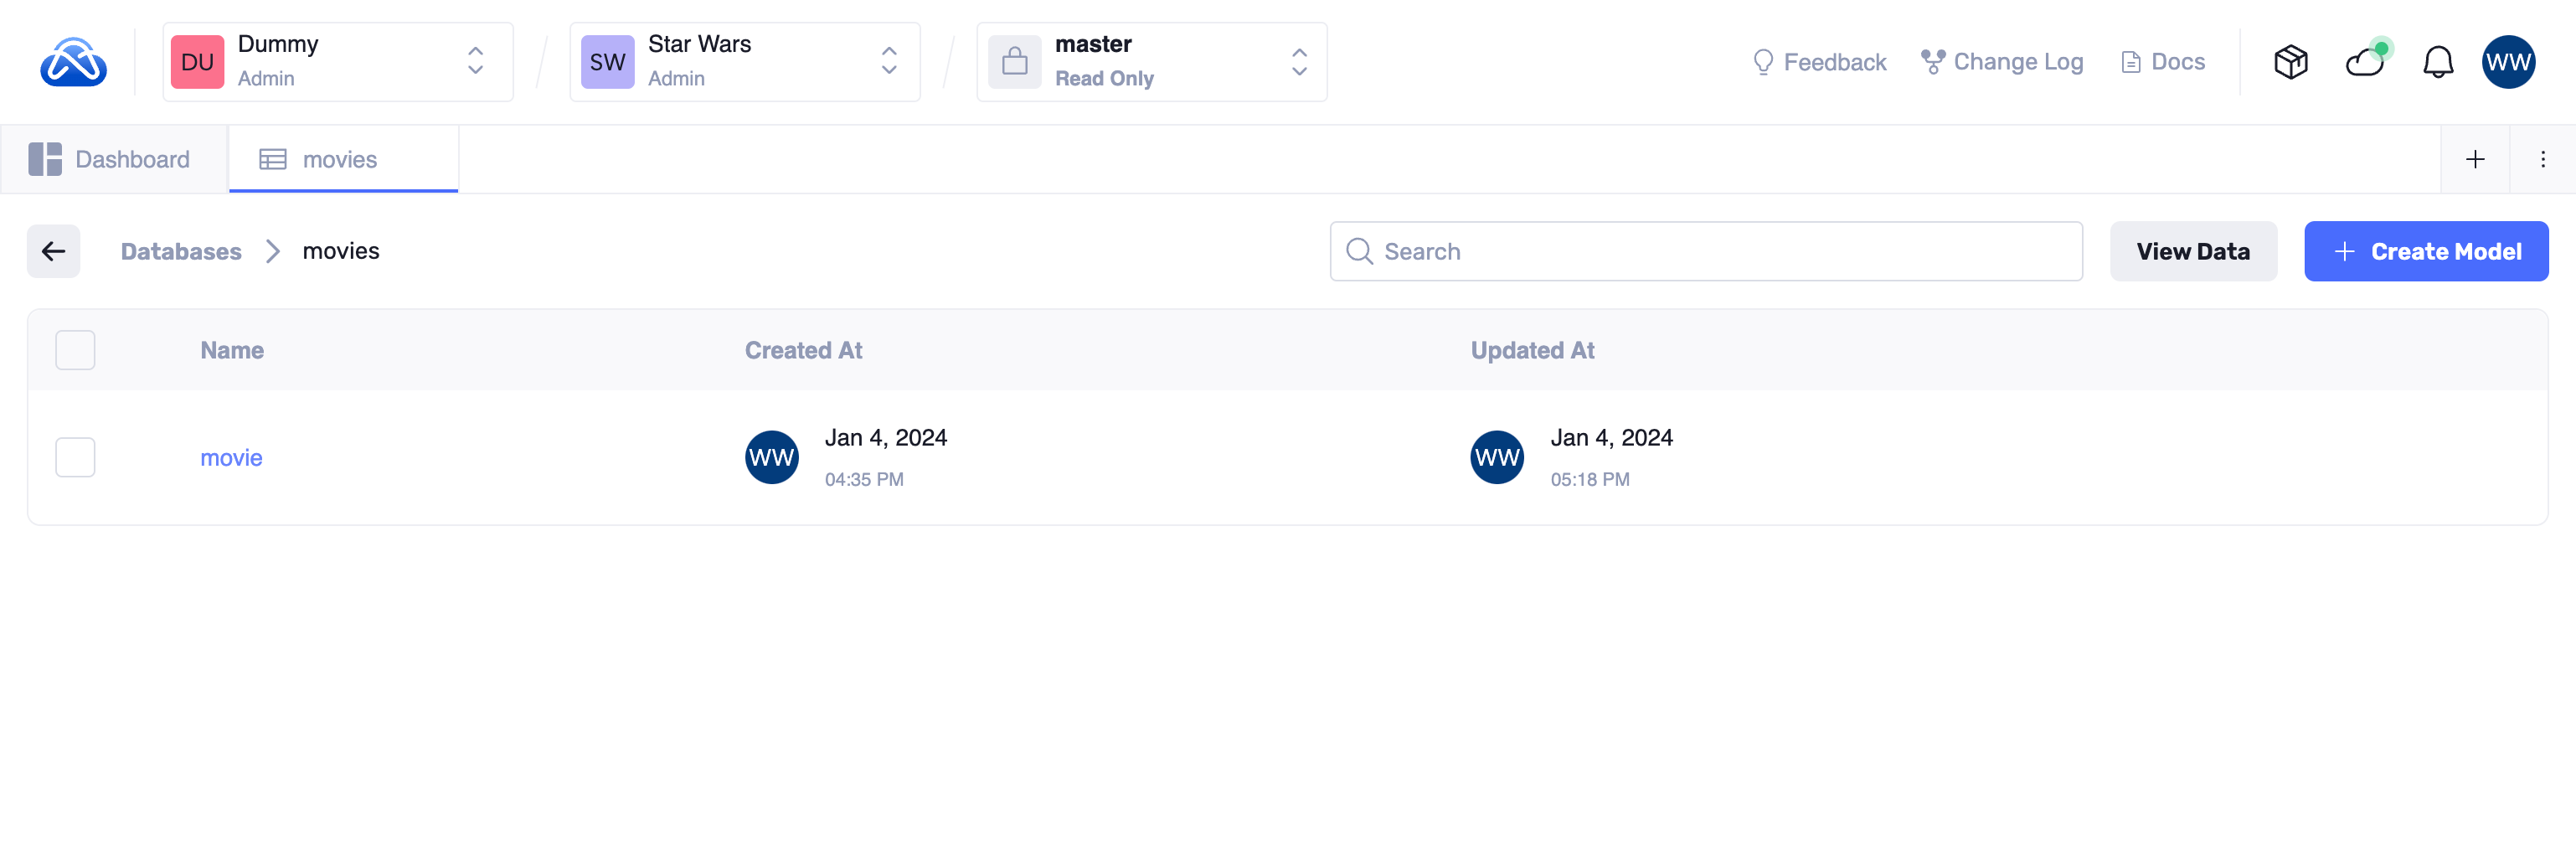 DU
Dummy
Admin
SW
Star Wars
Admin
master
Read Only
Feedback
Change Log
Docs
WW
Dashboard
movies
Databases
movies
Search
View Data
Create Model
Name
Created At
Updated At
movie
WW
Jan 4, 2024
04:35 PM
WW
Jan 4, 2024
05:18 PM